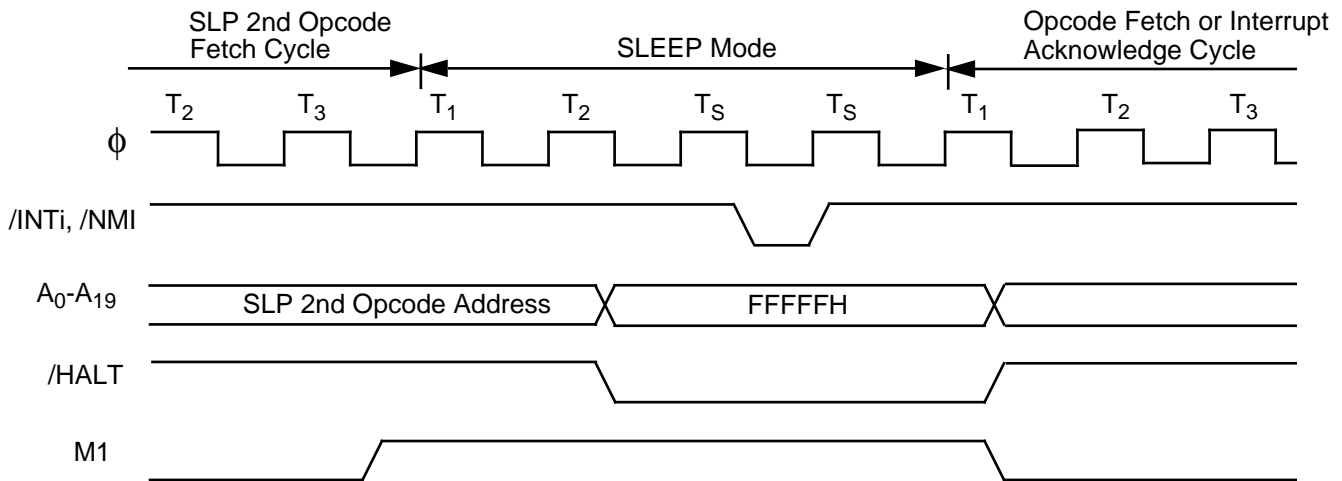 SLP 2nd Opcode
Fetch Cycle
SLEEP Mode
Opcode Fetch or Interrupt
Acknowledge Cycle
T2 T3 T1 T2 TS TS T1 T2 T3
ϕ
/INTi, /NMI
A0-A19
SLP 2nd Opcode Address
FFFFFH
/HALT
M1